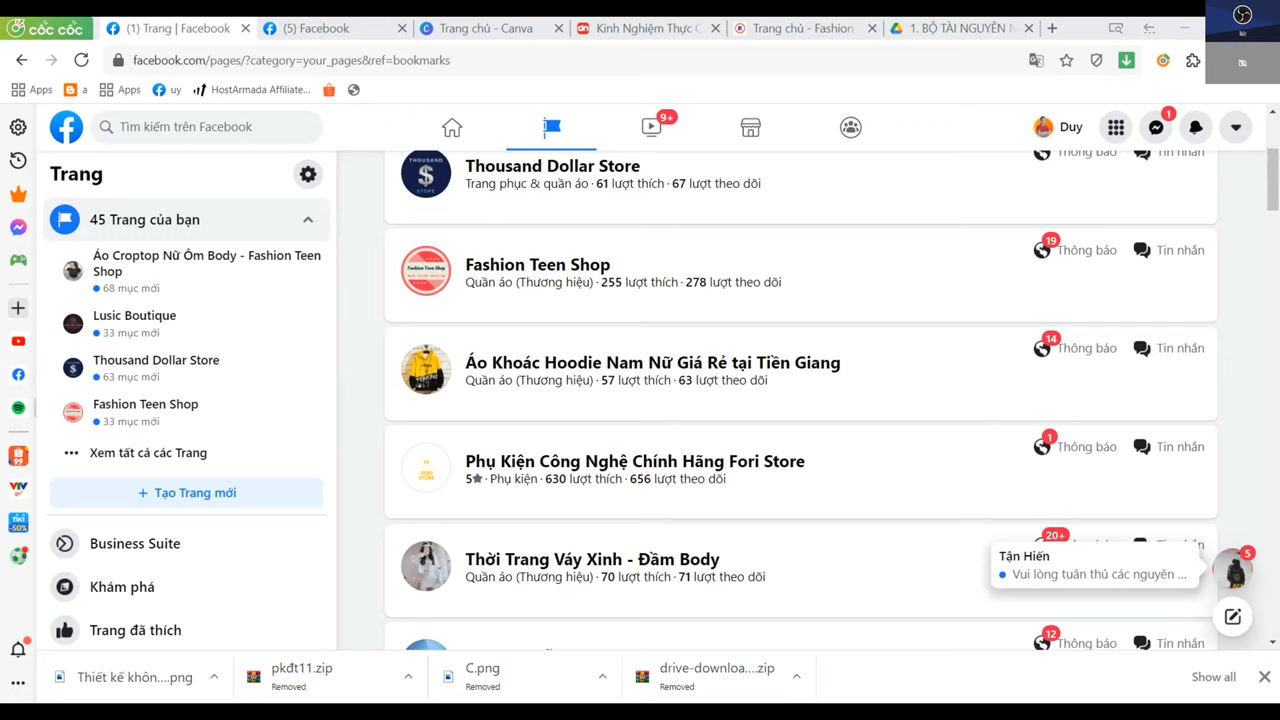 cốc cốc
(1) Trang | Facebook
(5) Facebook
Trang chủ - Canva
Kinh Nghiệm Thực C
Trang chủ - Fashion
1. BỘ TÀI NGUYÊN
facebook.com/pages/?category=your_pages&ref=bookmarks
Apps
a
Apps
uy
HostArmada Affiliate...
Tìm kiếm trên Facebook
9+
Duy
1
Trang
45 Trang của bạn
Áo Croptop Nữ Ôm Body - Fashion Teen
Shop
68 mục mới
Lusic Boutique
33 mục mới
Thousand Dollar Store
63 mục mới
Fashion Teen Shop
33 mục mới
Xem tất cả các Trang
+ Tạo Trang mới
Business Suite
Khám phá
Trang đã thích
THOUSAND
$
STORE
Thousand Dollar Store
Trang phục & quần áo · 61 lượt thích · 67 lượt theo dõi
Thông báo
Tin nhắn
Fashion Teen Shop
Fashion Teen Shop
Quần áo (Thương hiệu) · 255 lượt thích · 278 lượt theo dõi
19
Thông báo
Tin nhắn
Áo Khoác Hoodie Nam Nữ Giá Rẻ tại Tiền Giang
Quần áo (Thương hiệu) · 57 lượt thích · 63 lượt theo dõi
14
Thông báo
Tin nhắn
FORI
STORE
Phụ Kiện Công Nghệ Chính Hãng Fori Store
5★ · Phụ kiện · 630 lượt thích · 656 lượt theo dõi
1
Thông báo
Tin nhắn
Thời Trang Váy Xinh - Đầm Body
Quần áo (Thương hiệu) · 70 lượt thích · 71 lượt theo dõi
20+
Tận Hiến
Vui lòng tuân thủ các nguyên ...
5
12
Thông báo
Tin nhắn
Thiết kế khôn....png
pkđt11.zip
Removed
C.png
Removed
drive-downloa....zip
Removed
Show all